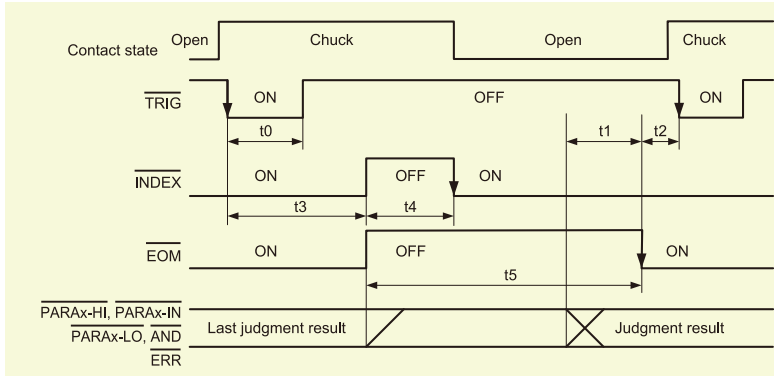 Contact state Open Chuck Open Chuck
TRIG ON OFF ON
t0 t1 t2
INDEX ON OFF ON
t3 t4
EOM ON OFF ON
t5
PARAx-HI, PARAx-IN
PARAx-LO, AND Last judgment result Judgment result
ERR